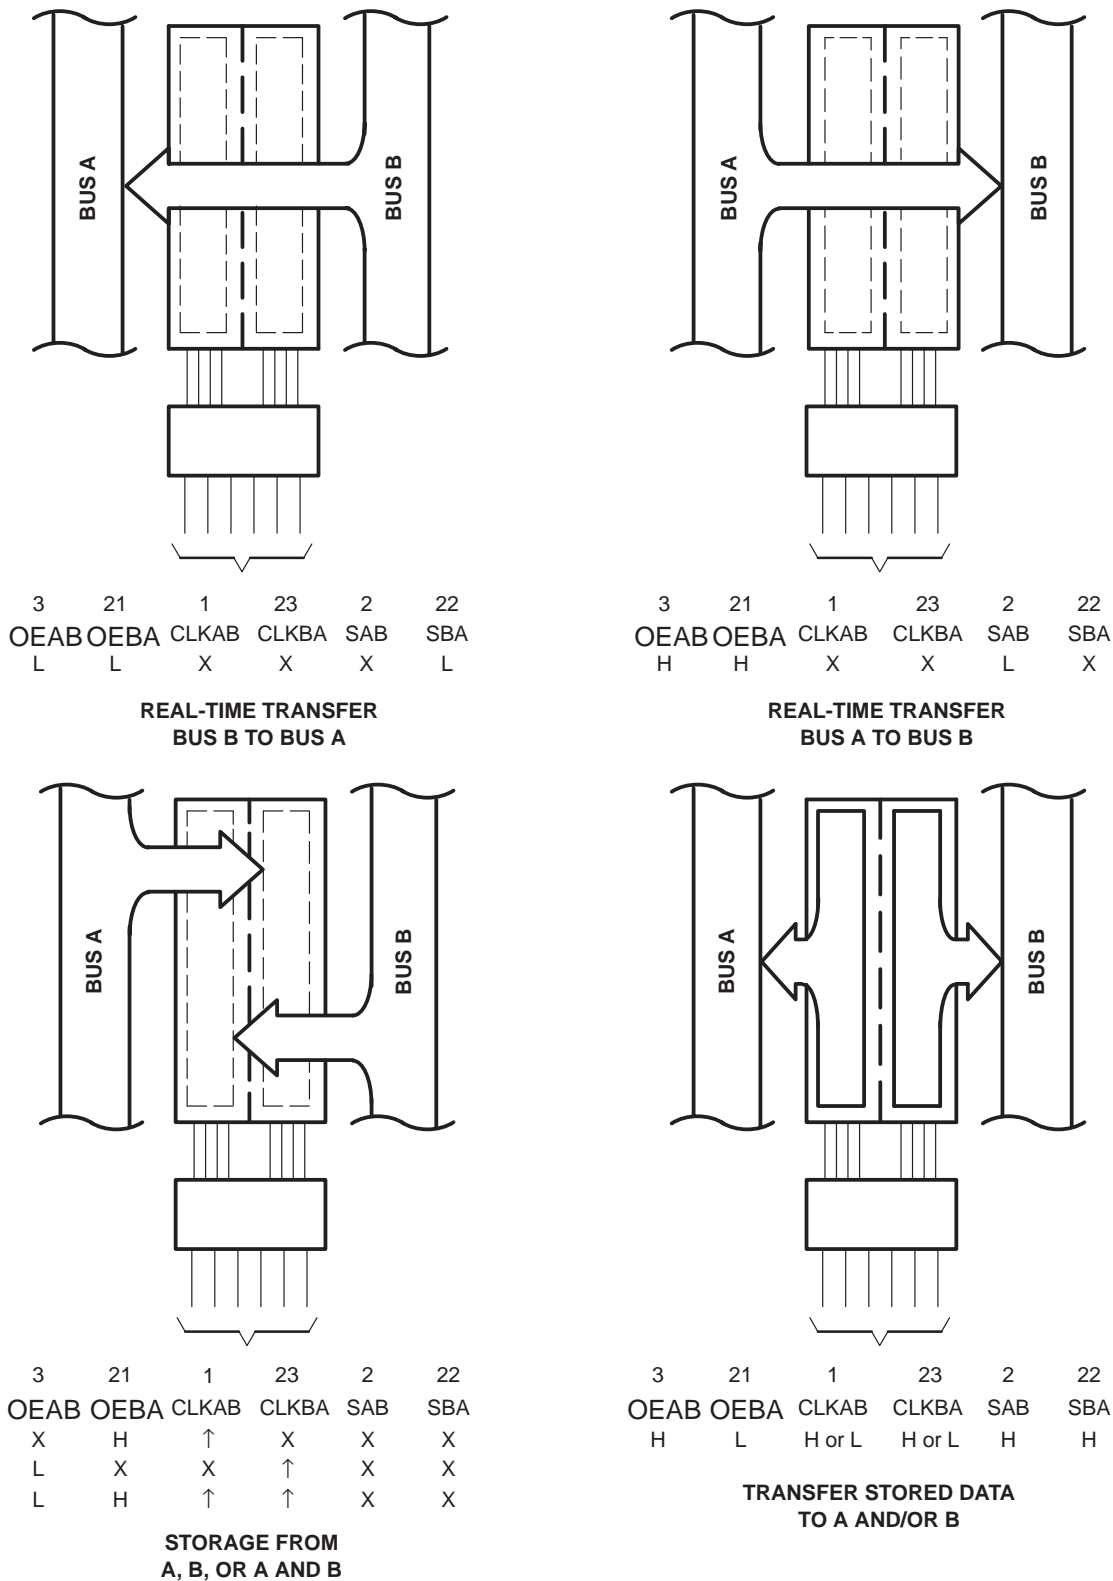 BUS A
BUS B
BUS A
BUS B
3 21 1 23 2 22
OEAB OEBA CLKAB CLKBA SAB SBA
L L X X X L
REAL-TIME TRANSFER
BUS B TO BUS A
3 21 1 23 2 22
OEAB OEBA CLKAB CLKBA SAB SBA
H H X X L X
REAL-TIME TRANSFER
BUS A TO BUS B
BUS A
BUS B
BUS A
BUS B
3 21 1 23 2 22
OEAB OEBA CLKAB CLKBA SAB SBA
X H ↑ X X X
L X X ↑ X X
L H ↑ ↑ X X
STORAGE FROM
A, B, OR A AND B
3 21 1 23 2 22
OEAB OEBA CLKAB CLKBA SAB SBA
H L H or L H or L H H
TRANSFER STORED DATA
TO A AND/OR B